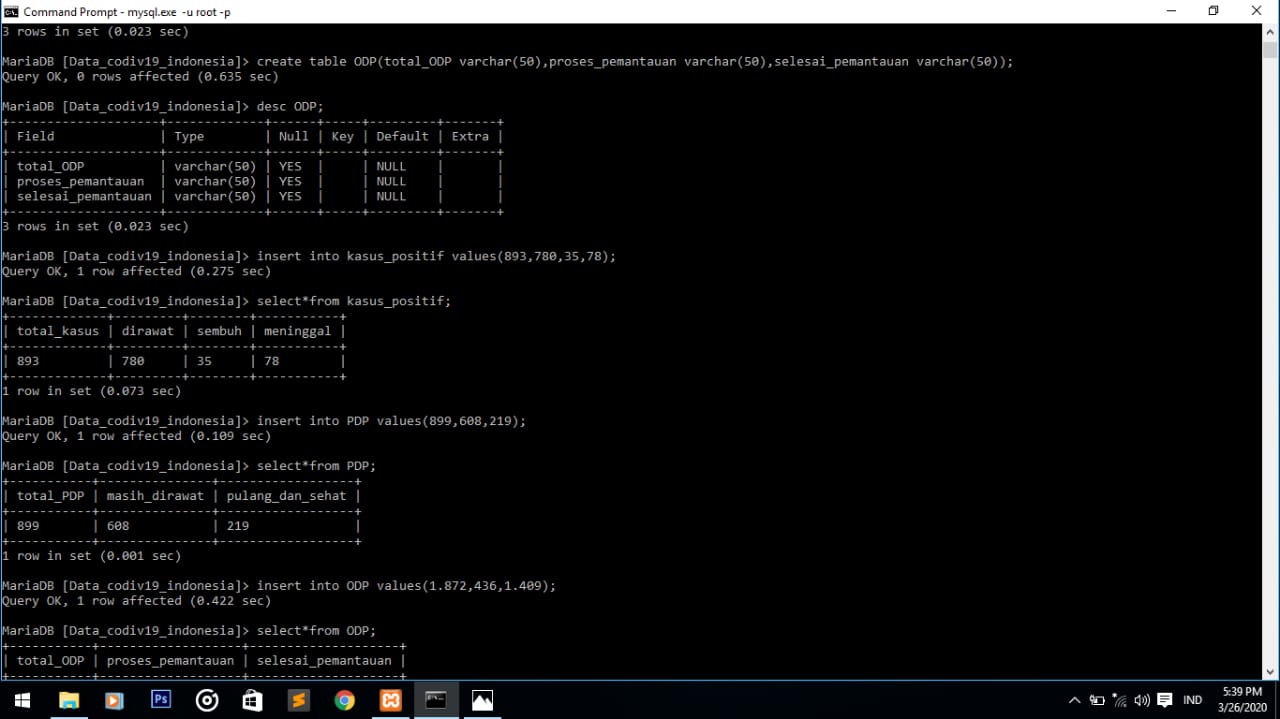 Command Prompt - mysql.exe -u root -p
3 rows in set (0.023 sec)
MariaDB [Data_codiv19_indonesia]> create table ODP(total_ODP varchar(50),proses_pemantauan varchar(50),selesai_pemantauan varchar(50));
Query OK, 0 rows affected (0.635 sec)
MariaDB [Data_codiv19_indonesia]> desc ODP;
+--------------------+-------------+------+-----+---------+-------+
| Field              | Type        | Null | Key | Default | Extra |
+--------------------+-------------+------+-----+---------+-------+
| total_ODP          | varchar(50) | YES  |     | NULL    |       |
| proses_pemantauan  | varchar(50) | YES  |     | NULL    |       |
| selesai_pemantauan | varchar(50) | YES  |     | NULL    |       |
+--------------------+-------------+------+-----+---------+-------+
3 rows in set (0.023 sec)
MariaDB [Data_codiv19_indonesia]> insert into kasus_positif values(893,780,35,78);
Query OK, 1 row affected (0.275 sec)
MariaDB [Data_codiv19_indonesia]> select*from kasus_positif;
+-------------+---------+--------+-----------+
| total_kasus | dirawat | sembuh | meninggal |
+-------------+---------+--------+-----------+
| 893         | 780     | 35     | 78        |
+-------------+---------+--------+-----------+
1 row in set (0.073 sec)
MariaDB [Data_codiv19_indonesia]> insert into PDP values(899,608,219);
Query OK, 1 row affected (0.109 sec)
MariaDB [Data_codiv19_indonesia]> select*from PDP;
+-----------+---------------+------------------+
| total_PDP | masih_dirawat | pulang_dan_sehat |
+-----------+---------------+------------------+
| 899       | 608           | 219              |
+-----------+---------------+------------------+
1 row in set (0.001 sec)
MariaDB [Data_codiv19_indonesia]> insert into ODP values(1.872,436,1.409);
Query OK, 1 row affected (0.422 sec)
MariaDB [Data_codiv19_indonesia]> select*from ODP;
+-----------+-------------------+--------------------+
| total_ODP | proses_pemantauan | selesai_pemantauan |
+-----------+-------------------+--------------------+
Ps
IND
5:39 PM
3/26/2020